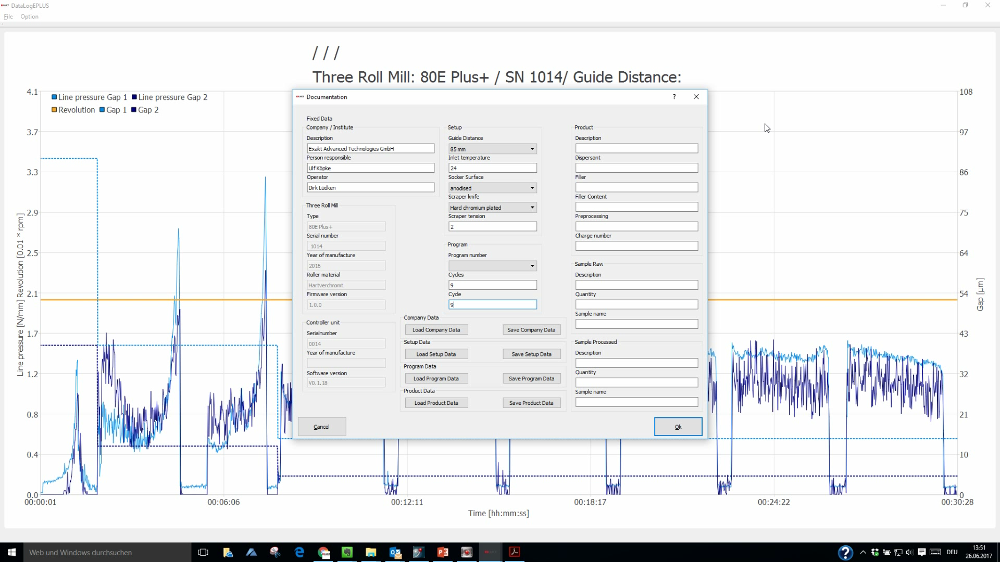 EXAKT DataLogEPLUS
File Option
/ / /
Three Roll Mill: 80E Plus+ / SN 1014/ Guide Distance:
Line pressure Gap 1 Line pressure Gap 2
Revolution Gap 1 Gap 2
4.1
3.7
3.3
2.9
2.5
2.1
1.7
1.2
0.8
0.4
0.0
Line pressure [N/mm] Revolution [0.01 * rpm]
108
97
86
75
64
54
43
32
21
10
0
Gap [µm]
00:00:01 00:06:06 00:12:11 00:18:17 00:24:22 00:30:28
Time [hh:mm:ss]
EXAKT Documentation ?
Fixed Data
Company / Institute
Description
Exakt Advanced Technologies GmbH
Person responsible
Ulf Köpke
Operator
Dirk Lüdken
Three Roll Mill
Type
80E Plus+
Serial number
1014
Year of manufacture
2016
Roller material
Hartverchromt
Firmware version
1.0.0
Controller unit
Serialnumber
0014
Year of manufacture
Software version
V0.1.18
Setup
Guide Distance
85 mm
Inlet temperature
24
Socker Surface
anodised
Scraper knife
Hard chromium plated
Scraper tension
2
Program
Program number
Cycles
9
Cycle
9
Company Data
Load Company Data Save Company Data
Setup Data
Load Setup Data Save Setup Data
Program Data
Load Program Data Save Program Data
Product Data
Load Product Data Save Product Data
Product
Description
Dispersant
Filler
Filler Content
Preprocessing
Charge number
Sample Raw
Description
Quantity
Sample name
Sample Processed
Description
Quantity
Sample name
Cancel Ok
Web und Windows durchsuchen
DEU
13:51
26.06.2017